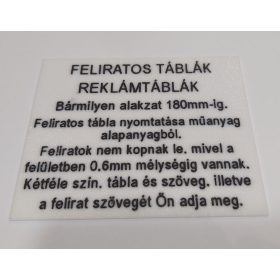 FELIRATOS TÁBLÁK
REKLÁMTÁBLÁK
Bármilyen alakzat 180mm-ig.
Feliratos tábla nyomtatása műanyag
alapanyagból.
Feliratok nem kopnak le, mivel a
felületben 0,6mm mélységig vannak.
Kétféle szín, tábla és szöveg, illetve
a felirat szövegét Ön adja meg.